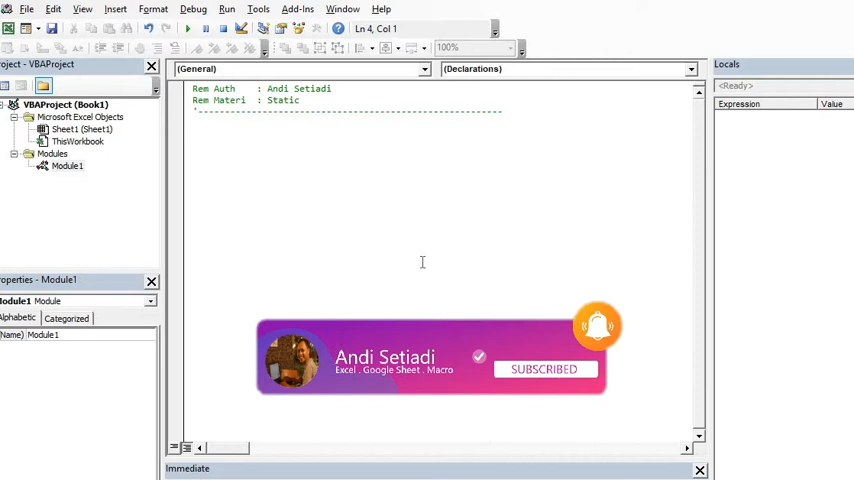 File Edit View Insert Format Debug Run Tools Add-Ins Window Help
Ln 4, Col 1
100%
roject - VBAProject
(General)
(Declarations)
Locals
<Ready>
Expression Value
VBAProject (Book1)
Microsoft Excel Objects
Sheet1 (Sheet1)
ThisWorkbook
Modules
Module1
Rem Auth : Andi Setiadi
Rem Materi : Static
'---------------------------------------------------------
roperties - Module1
Module1 Module
Alphabetic Categorized
(Name) Module1
Andi Setiadi
Excel . Google Sheet . Macro
SUBSCRIBED
Immediate